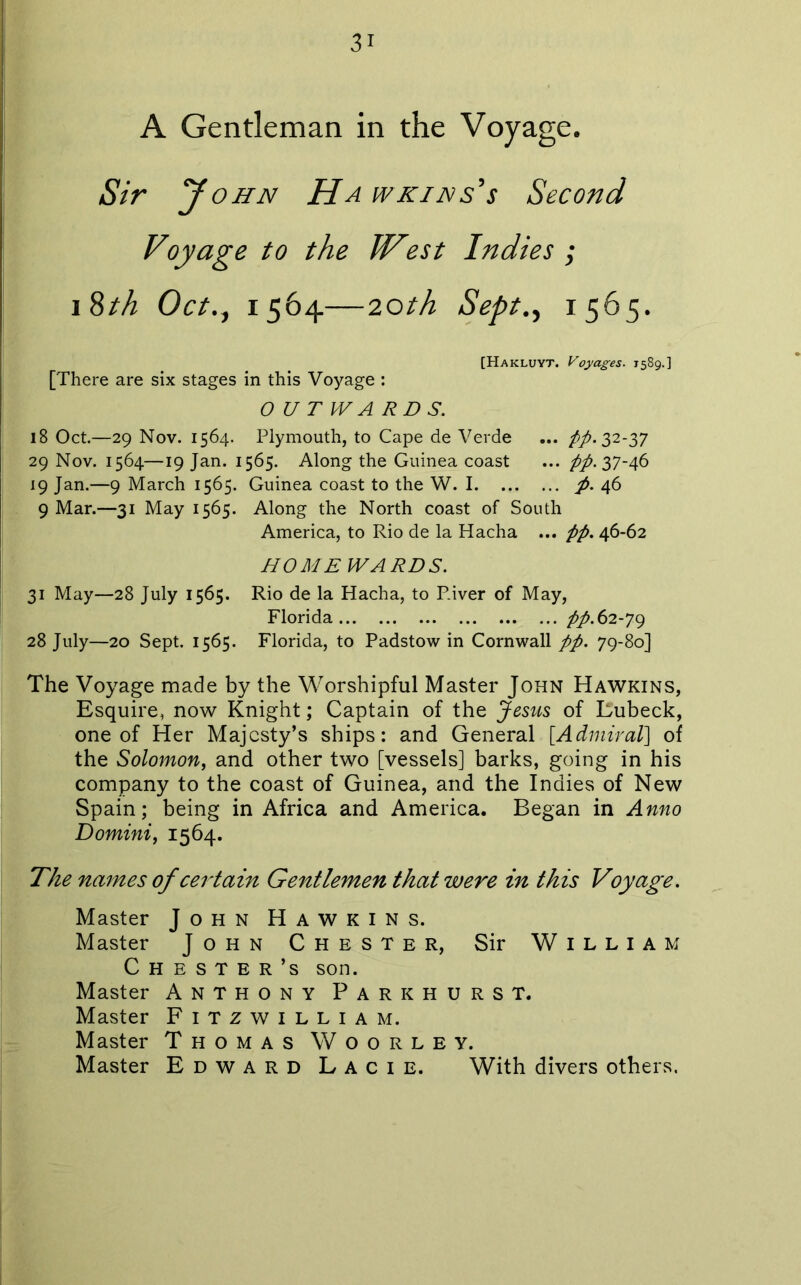 31
A Gentleman in the Voyage.
Sir John Hawkins's Second
Voyage to the West Indies ;
18th Oct., 1564—20th Sept., 1565.
[Hakluyt. Voyages. 1589.]
[There are six stages in this Voyage :
OUTWARDS.
18 Oct.—29 Nov. 1564. Plymouth, to Cape de Verde ... pp. 32-37
29 Nov. 1564—19 Jan. 1565. Along the Guinea coast ... pp. 37-46
19 Jan.—9 March 1565. Guinea coast to the W. I. ... ... p. 46
9 Mar.—31 May 1565. Along the North coast of South
America, to Rio de la Hacha ... pp. 46-62
HOMEWARDS.
31 May—28 July 1565. Rio de la Hacha, to River of May,
Florida ... ... ... ... ... ... pp. 62-79
28 July—20 Sept. 1565. Florida, to Padstow in Cornwall pp. 79-80]
The Voyage made by the Worshipful Master John Hawkins,
Esquire, now Knight; Captain of the Jesus of Lubeck,
one of Her Majesty's ships: and General [Admiral] of
the Solomon, and other two [vessels] barks, going in his
company to the coast of Guinea, and the Indies of New
Spain; being in Africa and America. Began in Anno
Domini, 1564.
The names of certain Gentlemen that were in this Voyage.
Master John Hawkins.
Master John Chester, Sir William
Chester's son.
Master Anthony Parkhurst.
Master Fitzwilliam.
Master Thomas Woorley.
Master Edward Lacie. With divers others.